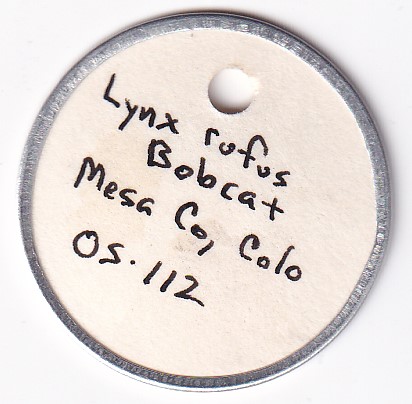 Lynx rufus
Bobcat
Mesa Co, Colo
OS.112